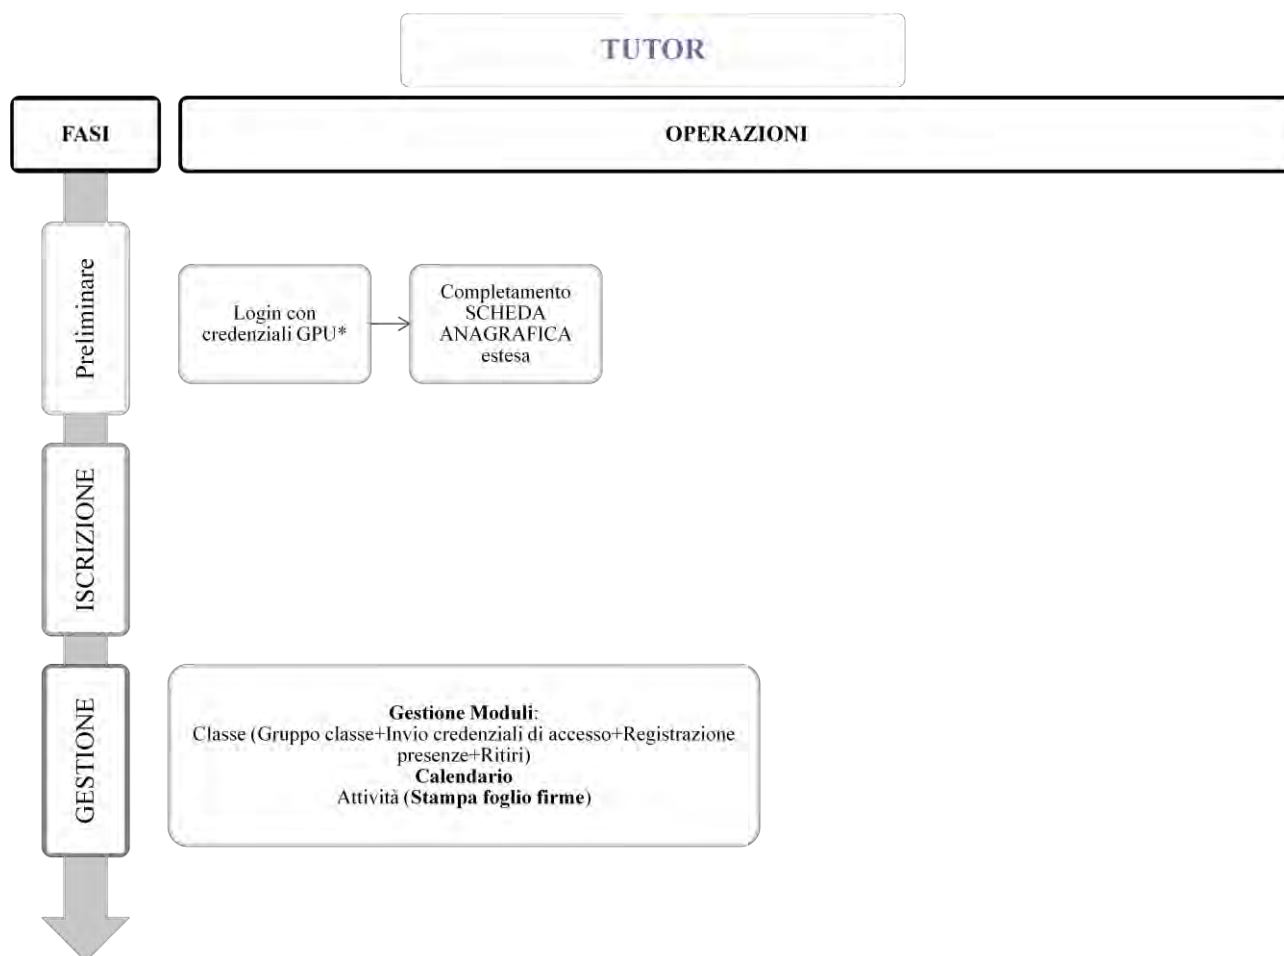 TUTOR
FASI
OPERAZIONI
Preliminare
Login con
credenziali GPU*
Completamento
SCHEDA
ANAGRAFICA
estesa
ISCRIZIONE
GESTIONE
Gestione Moduli:
Classe (Gruppo classe+Invio credenziali di accesso+Registrazione
presenze+Ritiri)
Calendario
Attività (Stampa foglio firme)